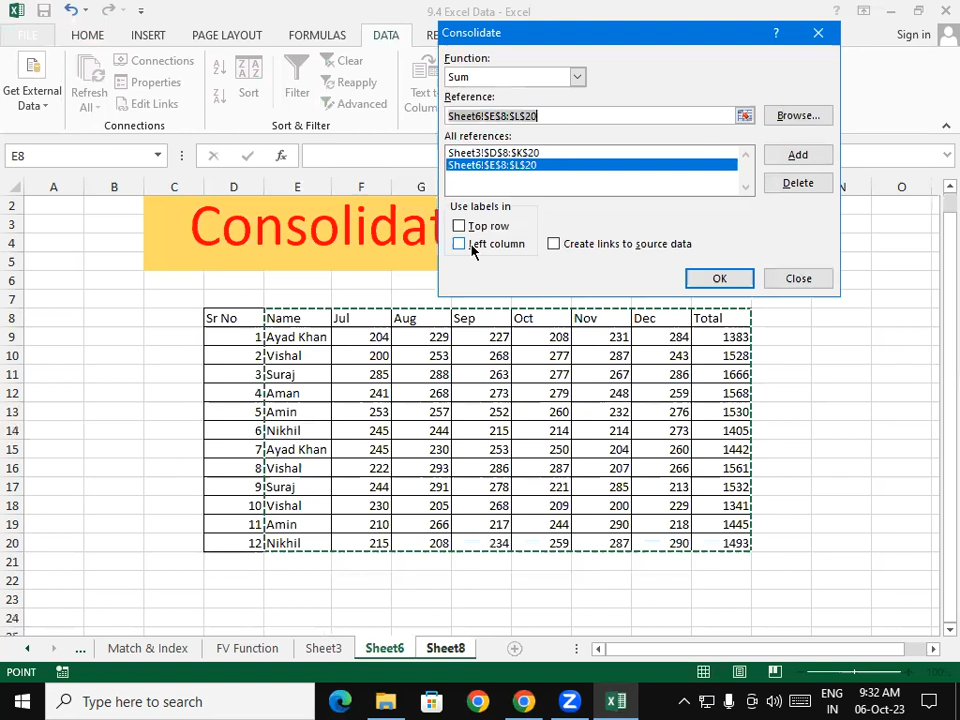 9.4 Excel Data - Excel
Consolidate
FILE HOME INSERT PAGE LAYOUT FORMULAS DATA
Sign in
Get External Data
Refresh All
Connections
Properties
Edit Links
Connections
Sort
Filter
Clear
Reapply
Advanced
Sort & Filter
Text to
Function:
Sum
Reference:
Sheet6!$E$8:$L$20
Browse...
All references:
Sheet3!$D$8:$K$20
Sheet6!$E$8:$L$20
Add
Delete
Use labels in
Top row
Left column
Create links to source data
OK
Close
E8
A B C D E F G N O
2
3
4
5
6
7
Consolidat
8 Sr No Name Jul Aug Sep Oct Nov Dec Total
9 1 Ayad Khan 204 229 227 208 231 284 1383
10 2 Vishal 200 253 268 277 287 243 1528
11 3 Suraj 285 288 263 277 267 286 1666
12 4 Aman 241 268 273 279 248 259 1568
13 5 Amin 253 257 252 260 232 276 1530
14 6 Nikhil 245 244 215 214 214 273 1405
15 7 Ayad Khan 245 230 253 250 204 260 1442
16 8 Vishal 222 293 286 287 207 266 1561
17 9 Suraj 244 291 278 221 285 213 1532
18 10 Vishal 230 205 268 209 200 229 1341
19 11 Amin 210 266 217 244 290 218 1445
20 12 Nikhil 215 208 234 259 287 290 1493
21
22
23
24
... Match & Index FV Function Sheet3 Sheet6 Sheet8
POINT
100%
Type here to search
ENG
IN
9:32 AM
06-Oct-23